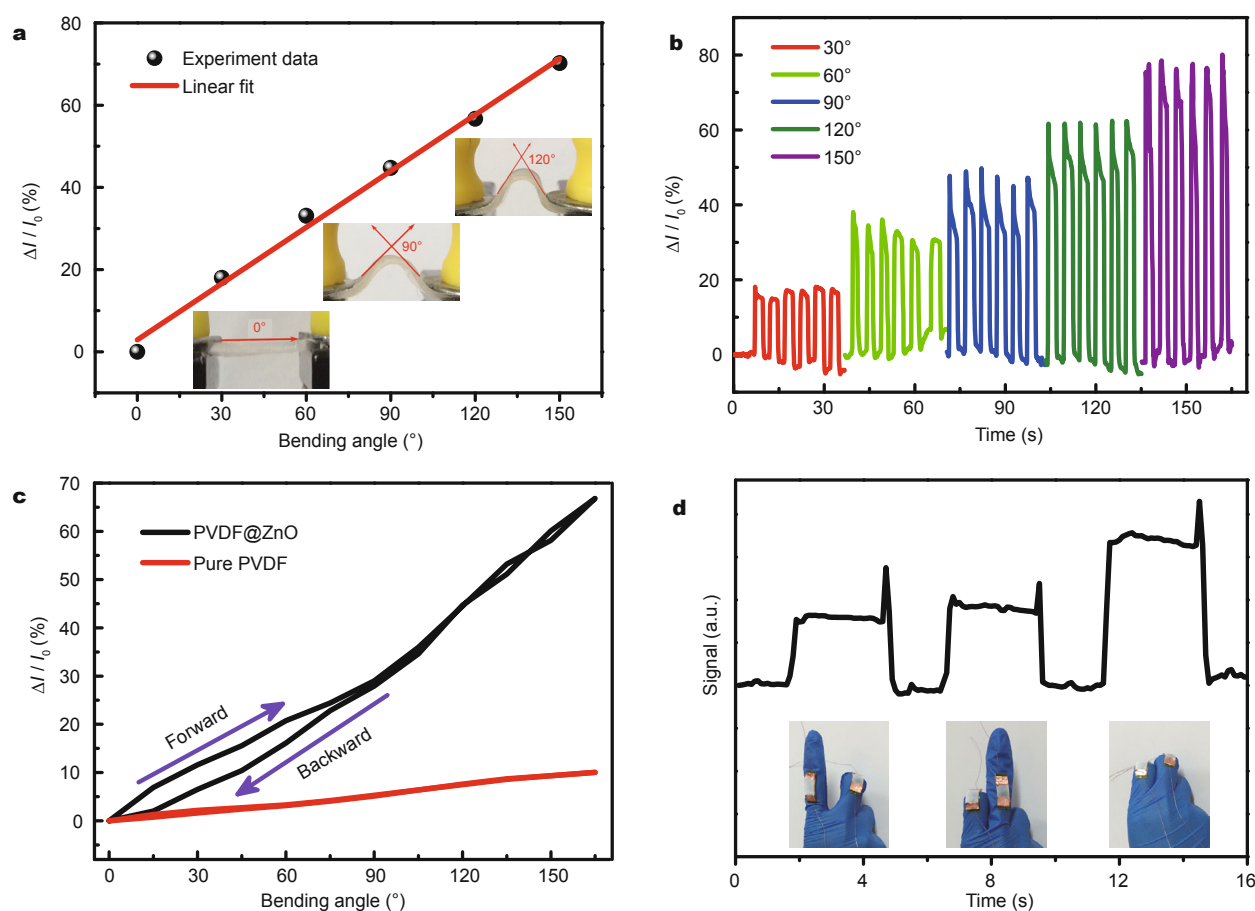 a
80
60
40
20
0
ΔI / I₀ (%)
Experiment data
Linear fit
120°
90°
0°
0 30 60 90 120 150
Bending angle (°)
b
80
60
40
20
0
ΔI / I₀ (%)
30°
60°
90°
120°
150°
0 30 60 90 120 150
Time (s)
c
70
60
50
40
30
20
10
0
ΔI / I₀ (%)
PVDF@ZnO
Pure PVDF
Forward
Backward
0 30 60 90 120 150
Bending angle (°)
d
Signal (a.u.)
0 4 8 12 16
Time (s)